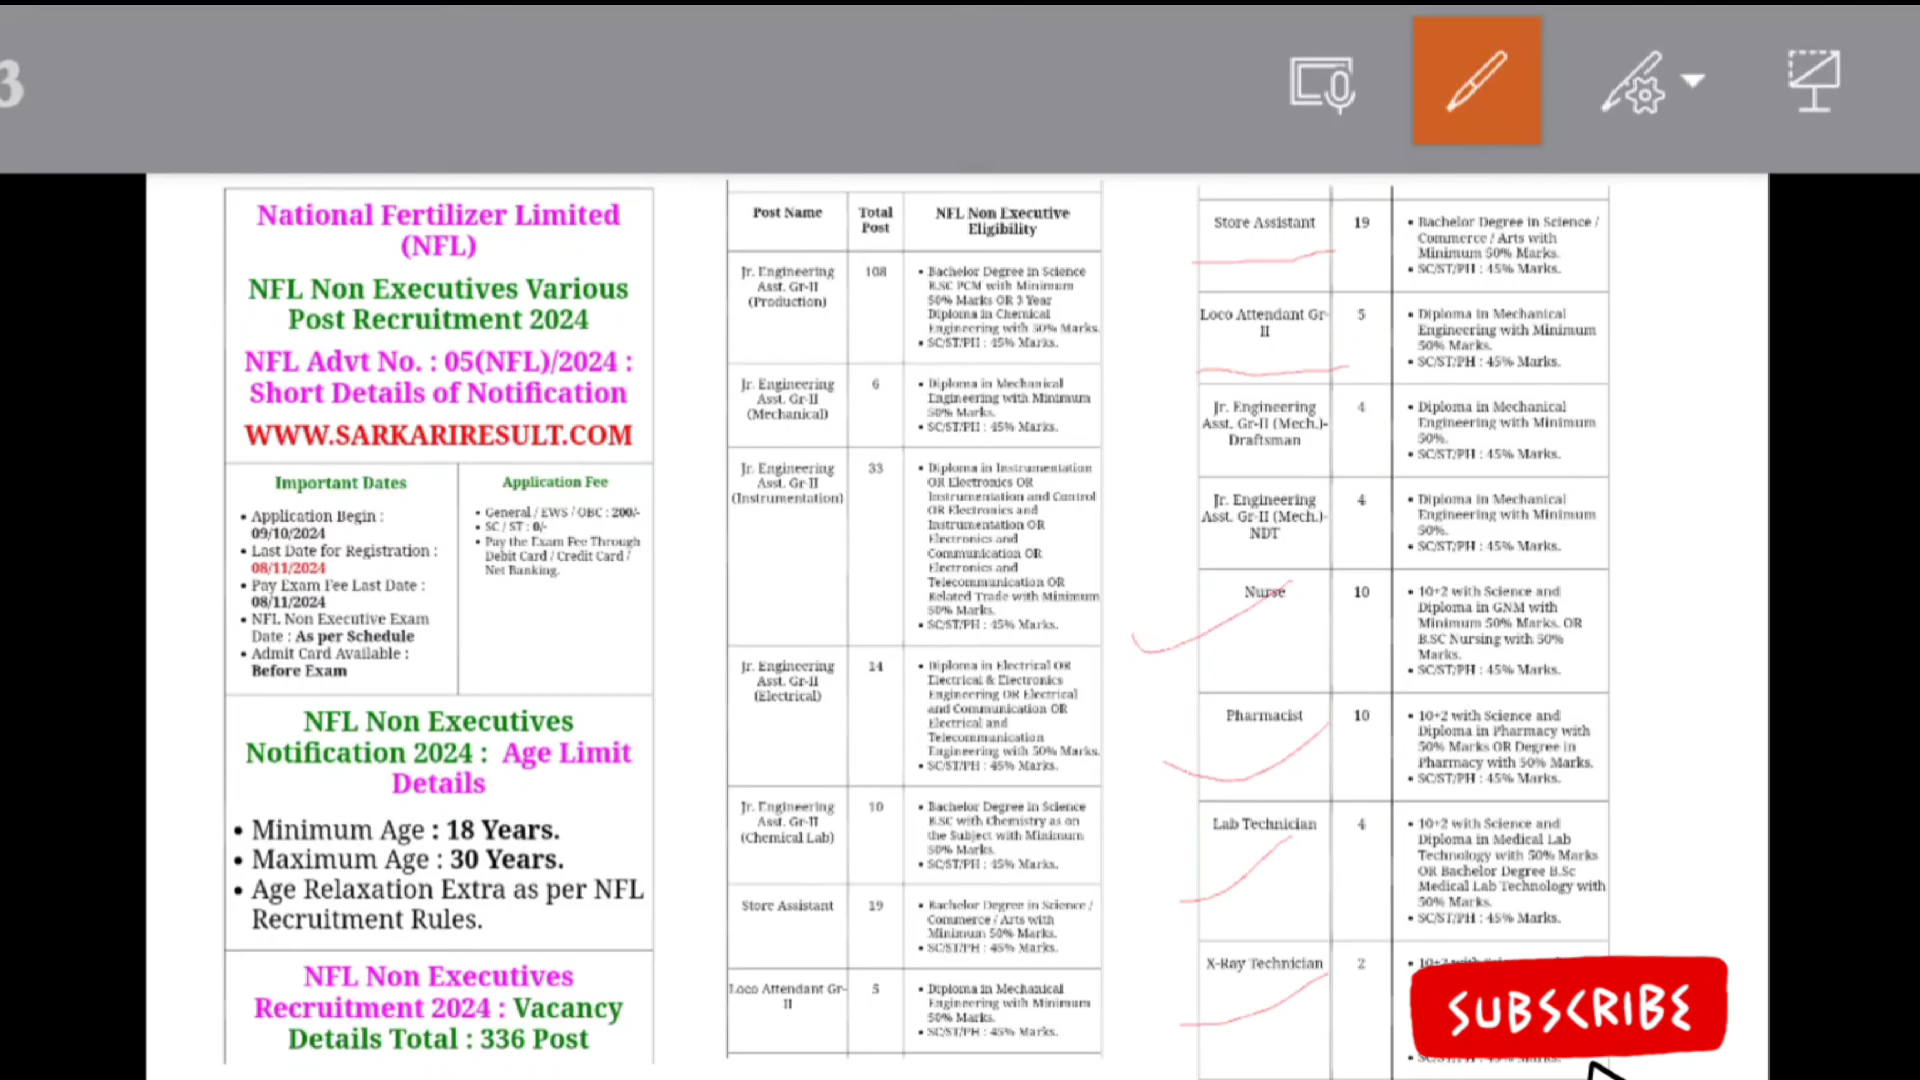 3
National Fertilizer Limited
(NFL)
NFL Non Executives Various
Post Recruitment 2024
NFL Advt No. : 05(NFL)/2024 :
Short Details of Notification
WWW.SARKARIRESULT.COM
Important Dates
• Application Begin :
09/10/2024
• Last Date for Registration :
08/11/2024
• Pay Exam Fee Last Date :
08/11/2024
• NFL Non Executive Exam
Date : As per Schedule
• Admit Card Available :
Before Exam
Application Fee
• General / EWS / OBC : 200/-
• SC / ST : 0/-
• Pay the Exam Fee Through
Debit Card / Credit Card /
Net Banking.
NFL Non Executives
Notification 2024 : Age Limit
Details
• Minimum Age : 18 Years.
• Maximum Age : 30 Years.
• Age Relaxation Extra as per NFL
Recruitment Rules.
NFL Non Executives
Recruitment 2024 : Vacancy
Details Total : 336 Post
Post Name
Total
Post
NFL Non Executive
Eligibility
Jr. Engineering
Asst. Gr-II
(Production)
108
• Bachelor Degree in Science
B.SC PCM with Minimum
50% Marks OR 3 Year
Diploma in Chemical
Engineering with 50% Marks.
• SC/ST/PH : 45% Marks.
Jr. Engineering
Asst. Gr-II
(Mechanical)
6
• Diploma in Mechanical
Engineering with Minimum
50% Marks.
• SC/ST/PH : 45% Marks.
Jr. Engineering
Asst. Gr-II
(Instrumentation)
33
• Diploma in Instrumentation
OR Electronics OR
Instrumentation and Control
OR Electronics and
Instrumentation OR
Electronics and
Communication OR
Electronics and
Telecommunication OR
Related Trade with Minimum
50% Marks.
• SC/ST/PH : 45% Marks.
Jr. Engineering
Asst. Gr-II
(Electrical)
14
• Diploma in Electrical OR
Electrical & Electronics
Engineering OR Electrical
and Communication OR
Electrical and
Telecommunication
Engineering with 50% Marks.
• SC/ST/PH : 45% Marks.
Jr. Engineering
Asst. Gr-II
(Chemical Lab)
10
• Bachelor Degree in Science
B.SC with Chemistry as on
the Subject with Minimum
50% Marks.
• SC/ST/PH : 45% Marks.
Store Assistant
19
• Bachelor Degree in Science /
Commerce / Arts with
Minimum 50% Marks.
• SC/ST/PH : 45% Marks.
Loco Attendant Gr-
II
5
• Diploma in Mechanical
Engineering with Minimum
50% Marks.
• SC/ST/PH : 45% Marks.
Store Assistant
19
• Bachelor Degree in Science /
Commerce / Arts with
Minimum 50% Marks.
• SC/ST/PH : 45% Marks.
Loco Attendant Gr-
II
5
• Diploma in Mechanical
Engineering with Minimum
50% Marks.
• SC/ST/PH : 45% Marks.
Jr. Engineering
Asst. Gr-II (Mech.)-
Draftsman
4
• Diploma in Mechanical
Engineering with Minimum
50%.
• SC/ST/PH : 45% Marks.
Jr. Engineering
Asst. Gr-II (Mech.)-
NDT
4
• Diploma in Mechanical
Engineering with Minimum
50%.
• SC/ST/PH : 45% Marks.
Nurse
10
• 10+2 with Science and
Diploma in GNM with
Minimum 50% Marks. OR
B.SC Nursing with 50%
Marks.
• SC/ST/PH : 45% Marks.
Pharmacist
10
• 10+2 with Science and
Diploma in Pharmacy with
50% Marks OR Degree in
Pharmacy with 50% Marks.
• SC/ST/PH : 45% Marks.
Lab Technician
4
• 10+2 with Science and
Diploma in Medical Lab
Technology with 50% Marks
OR Bachelor Degree B.Sc
Medical Lab Technology with
50% Marks.
• SC/ST/PH : 45% Marks.
X-Ray Technician
2
SUBSCRIBE